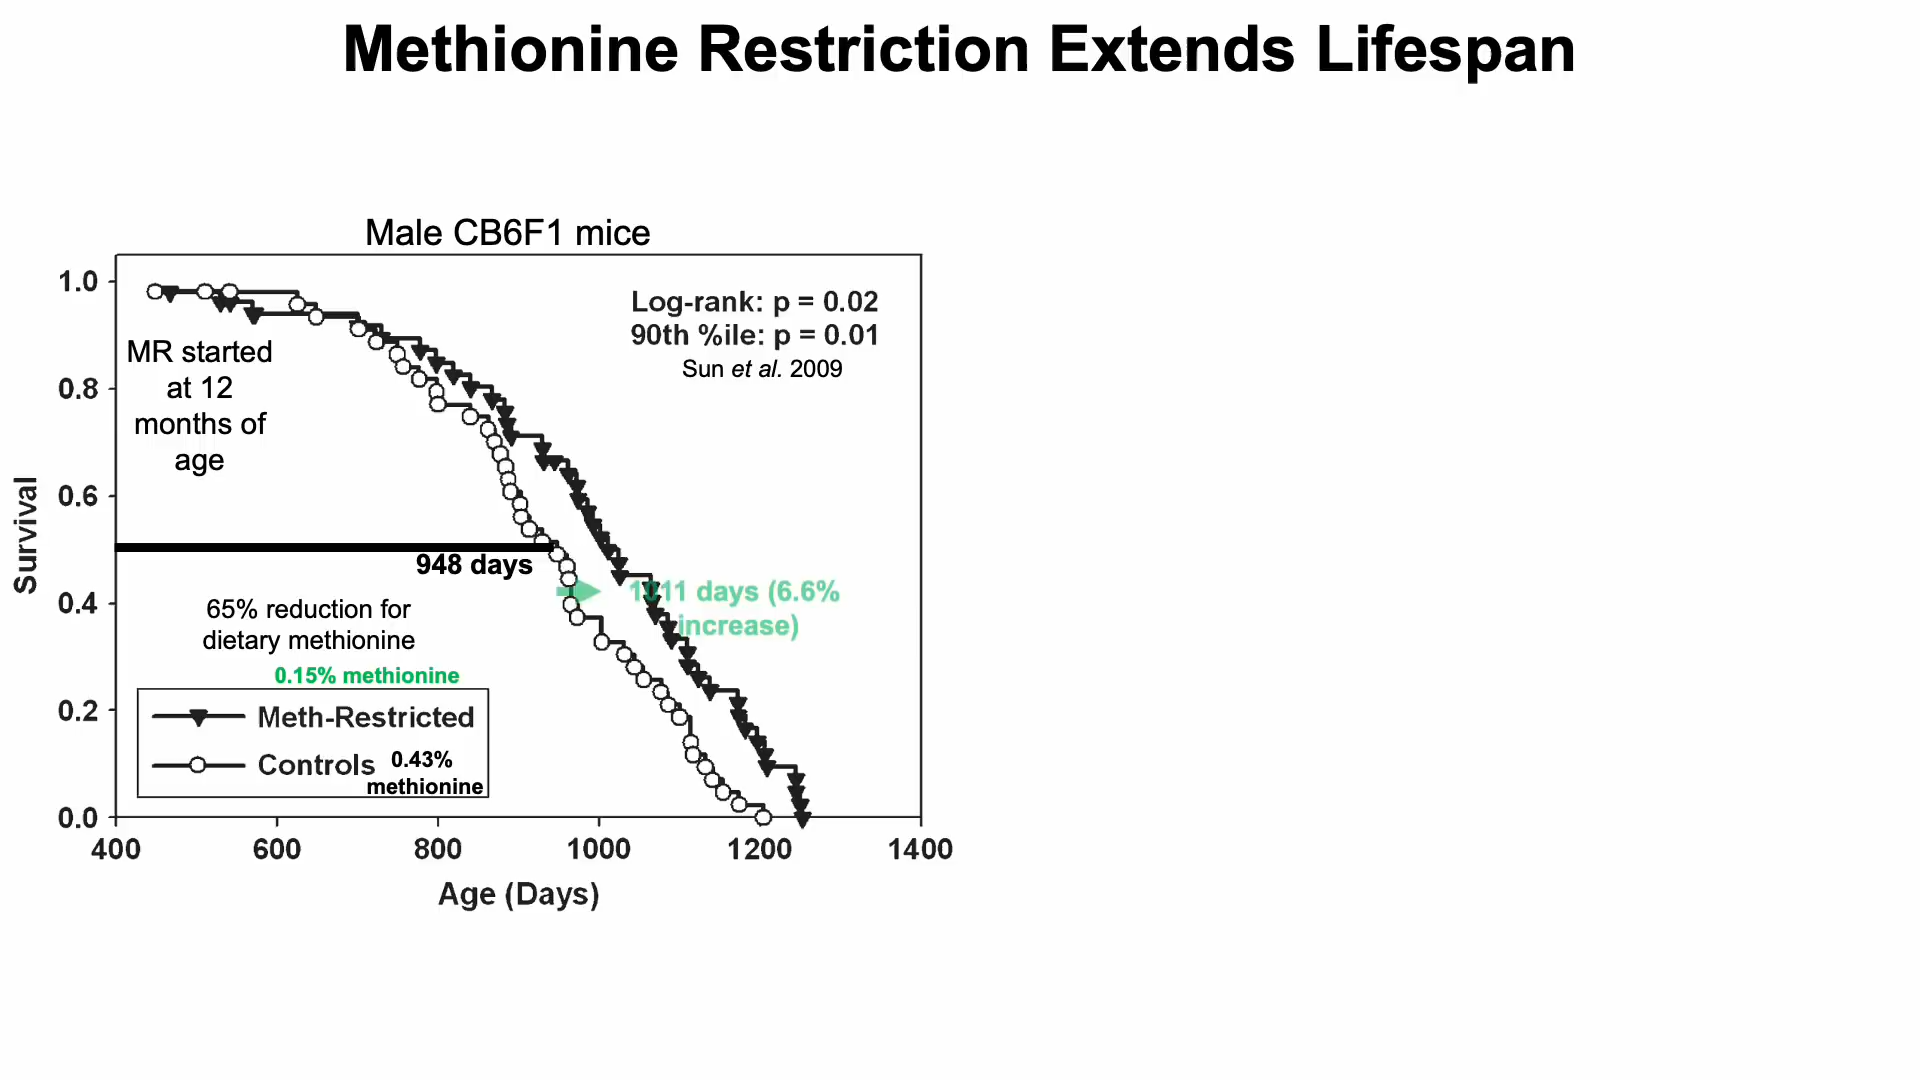 Methionine Restriction Extends Lifespan
Male CB6F1 mice
1.0
0.8
0.6
0.4
0.2
0.0
Survival
Log-rank: p = 0.02
90th %ile: p = 0.01
Sun et al. 2009
MR started
at 12
months of
age
948 days
1011 days (6.6%
increase)
65% reduction for
dietary methionine
0.15% methionine
Meth-Restricted
Controls 0.43%
methionine
400 600 800 1000 1200 1400
Age (Days)